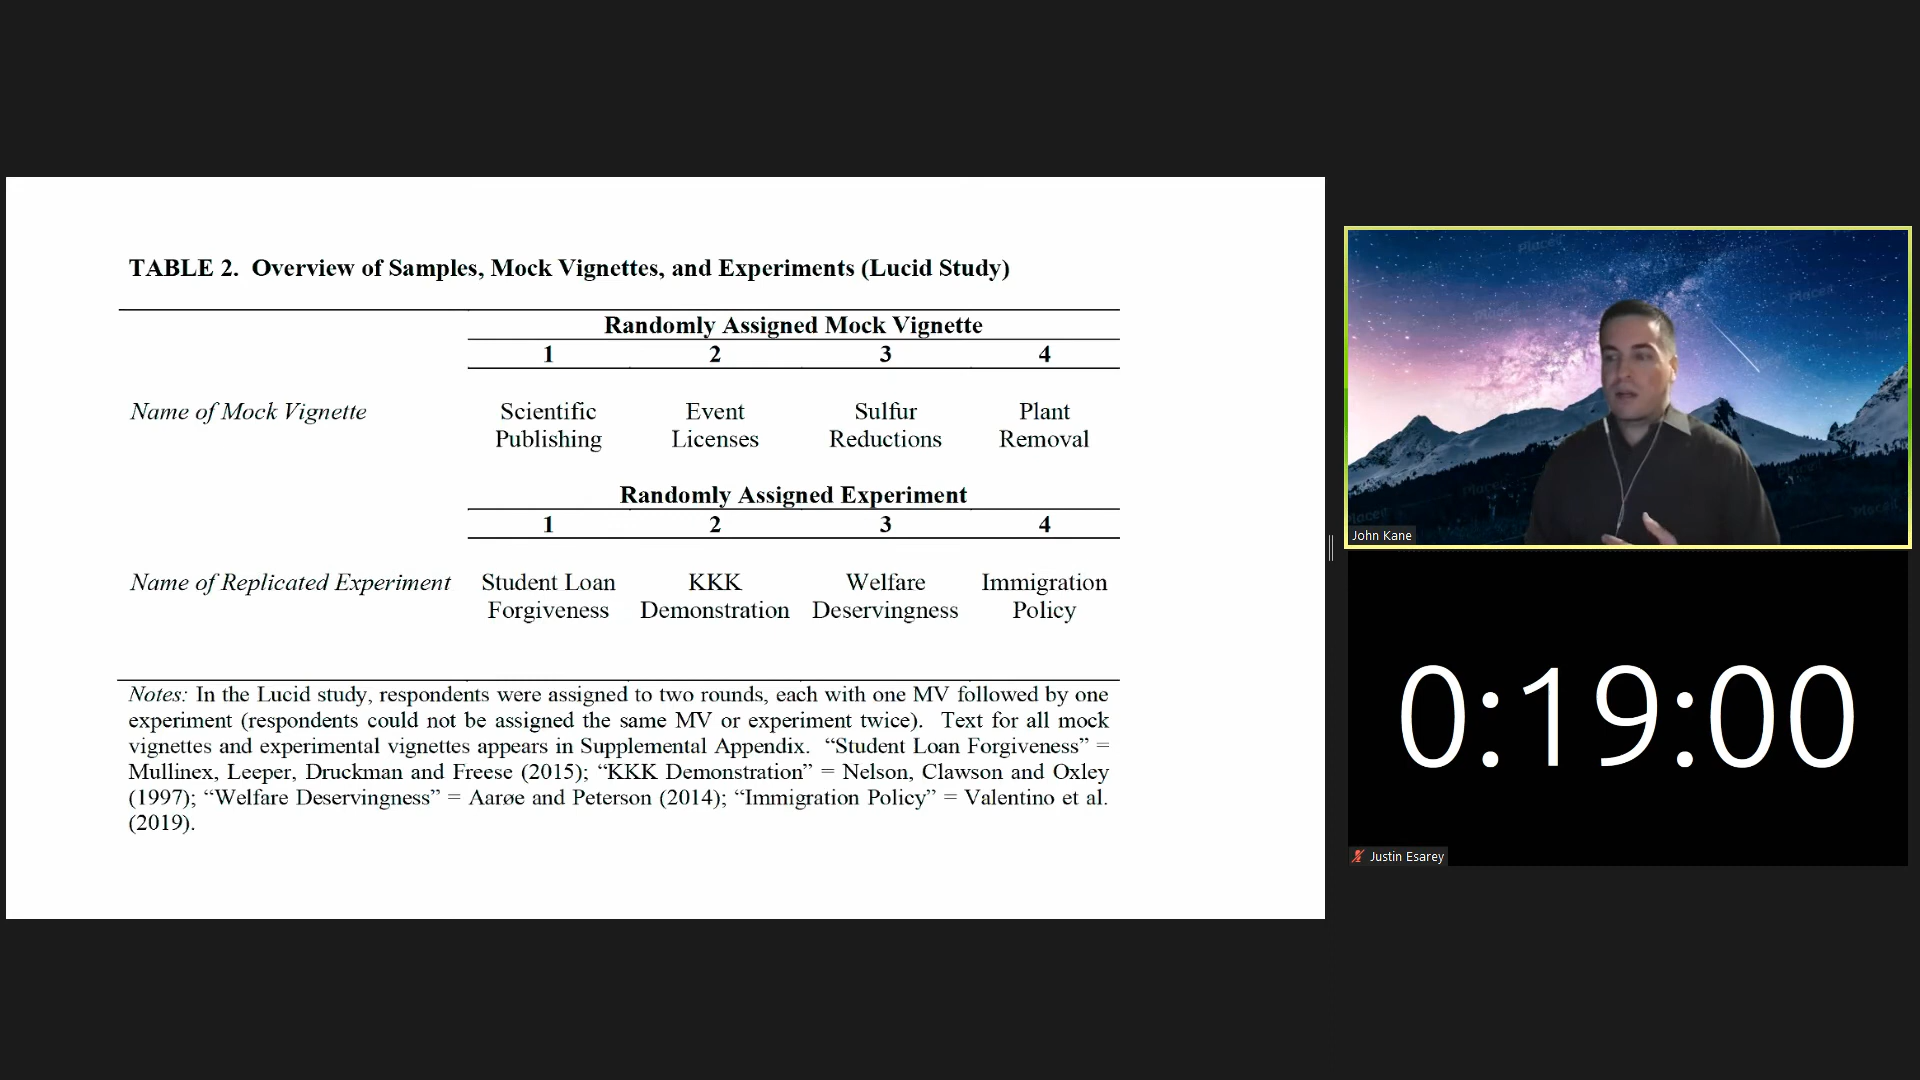 TABLE 2. Overview of Samples, Mock Vignettes, and Experiments (Lucid Study)
Randomly Assigned Mock Vignette
1 2 3 4
Name of Mock Vignette Scientific Event Sulfur Plant
Publishing Licenses Reductions Removal
Randomly Assigned Experiment
1 2 3 4
Name of Replicated Experiment Student Loan KKK Welfare Immigration
Forgiveness Demonstration Deservingness Policy
Notes: In the Lucid study, respondents were assigned to two rounds, each with one MV followed by one
experiment (respondents could not be assigned the same MV or experiment twice). Text for all mock
vignettes and experimental vignettes appears in Supplemental Appendix. “Student Loan Forgiveness” =
Mullinex, Leeper, Druckman and Freese (2015); “KKK Demonstration” = Nelson, Clawson and Oxley
(1997); “Welfare Deservingness” = Aarøe and Peterson (2014); “Immigration Policy” = Valentino et al.
(2019).
Placeit
Placeit
John Kane
0:19:00
Justin Esarey